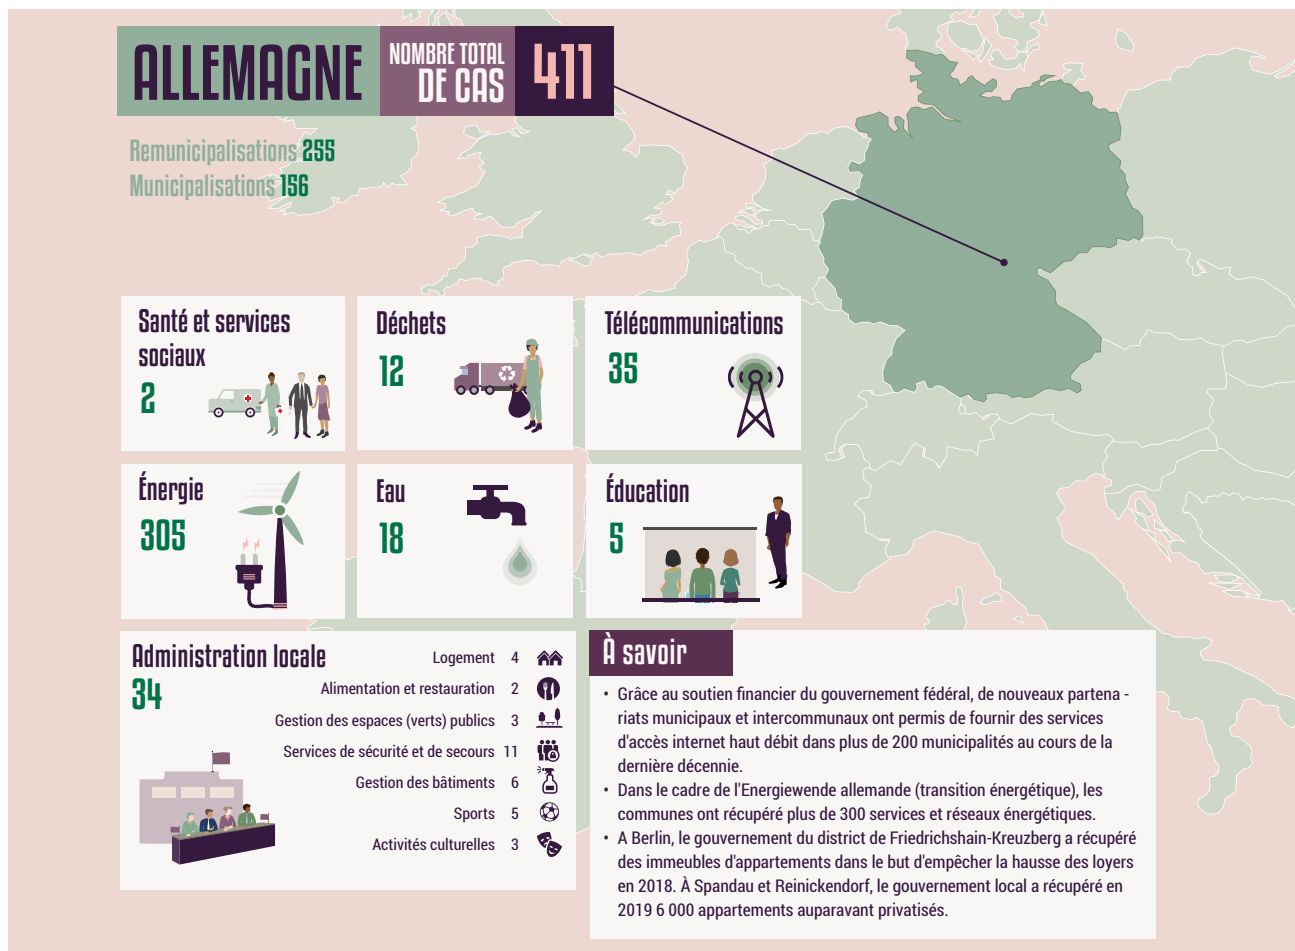 ALLEMAGNE
NOMBRE TOTAL
DE CAS
411
Remunicipalisations 255
Municipalisations 156
Santé et services
sociaux
2
Déchets
12
Télécommunications
35
Énergie
305
Eau
18
Éducation
5
Administration locale
34
Logement 4
Alimentation et restauration 2
Gestion des espaces (verts) publics 3
Services de sécurité et de secours 11
Gestion des bâtiments 6
Sports 5
Activités culturelles 3
À savoir
• Grâce au soutien financier du gouvernement fédéral, de nouveaux partena -
riats municipaux et intercommunaux ont permis de fournir des services
d'accès internet haut débit dans plus de 200 municipalités au cours de la
dernière décennie.
• Dans le cadre de l'Energiewende allemande (transition énergétique), les
communes ont récupéré plus de 300 services et réseaux énergétiques.
• A Berlin, le gouvernement du district de Friedrichshain-Kreuzberg a récupéré
des immeubles d'appartements dans le but d'empêcher la hausse des loyers
en 2018. À Spandau et Reinickendorf, le gouvernement local a récupéré en
2019 6 000 appartements auparavant privatisés.